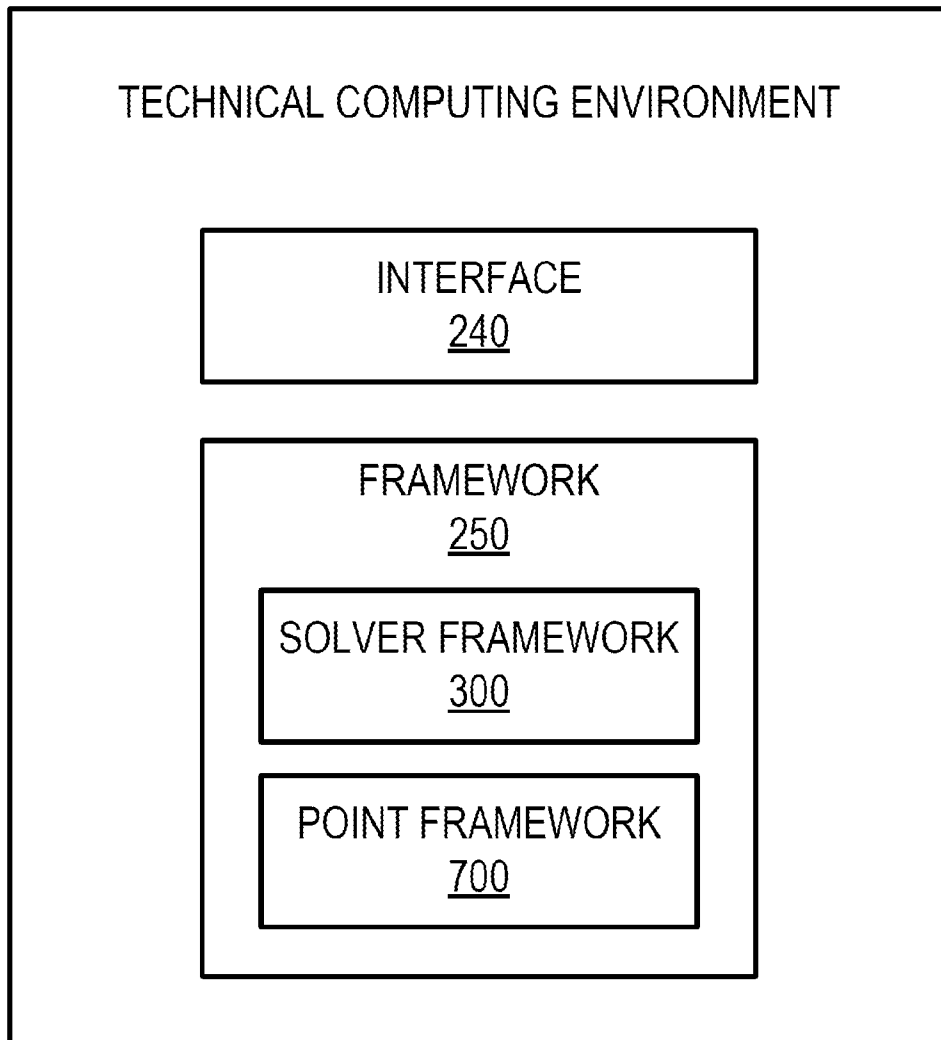 TECHNICAL COMPUTING ENVIRONMENT
INTERFACE
240
FRAMEWORK
250
SOLVER FRAMEWORK
300
POINT FRAMEWORK
700